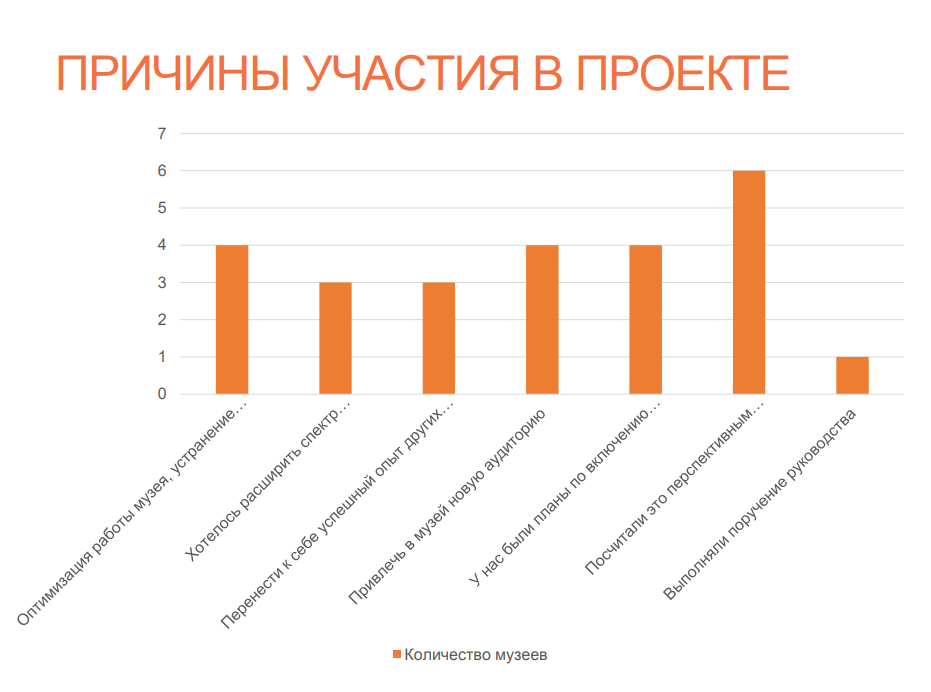 ПРИЧИНЫ УЧАСТИЯ В ПРОЕКТЕ
7
6
5
4
3
2
1
0
Оптимизация работы музея, устранение…
Хотелось расширить спектр…
Перенести к себе успешный опыт других…
Привлечь в музей новую аудиторию
У нас были планы по включению…
Посчитали это перспективным…
Выполняли поручение руководства
Количество музеев